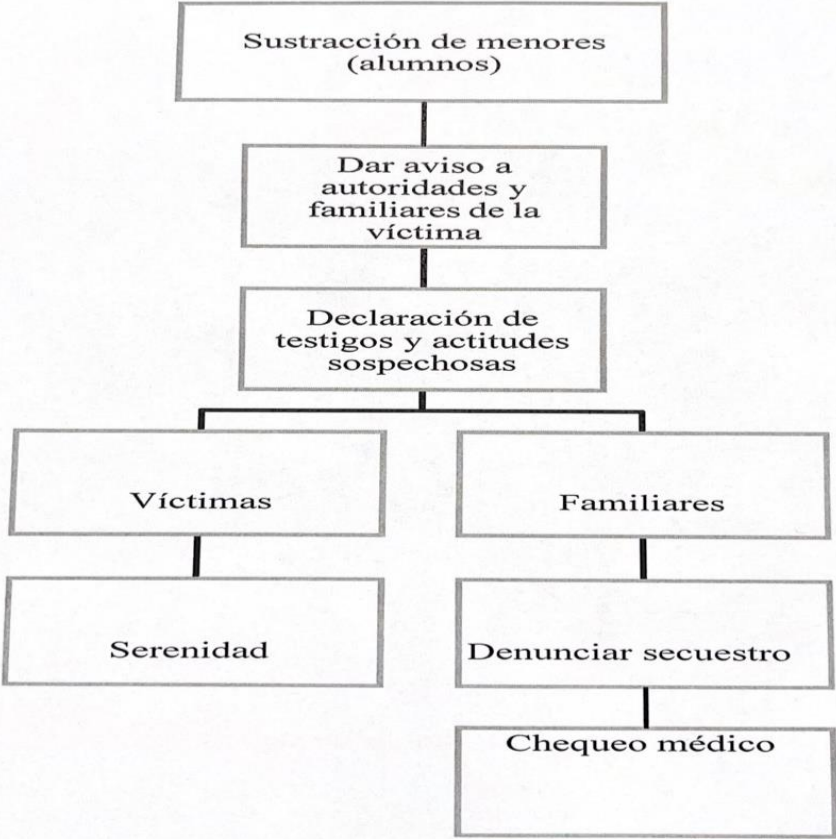 Sustracción de menores
(alumnos)
Dar aviso a
autoridades y
familiares de la
víctima
Declaración de
testigos y actitudes
sospechosas
Víctimas
Familiares
Serenidad
Denunciar secuestro
Chequeo médico